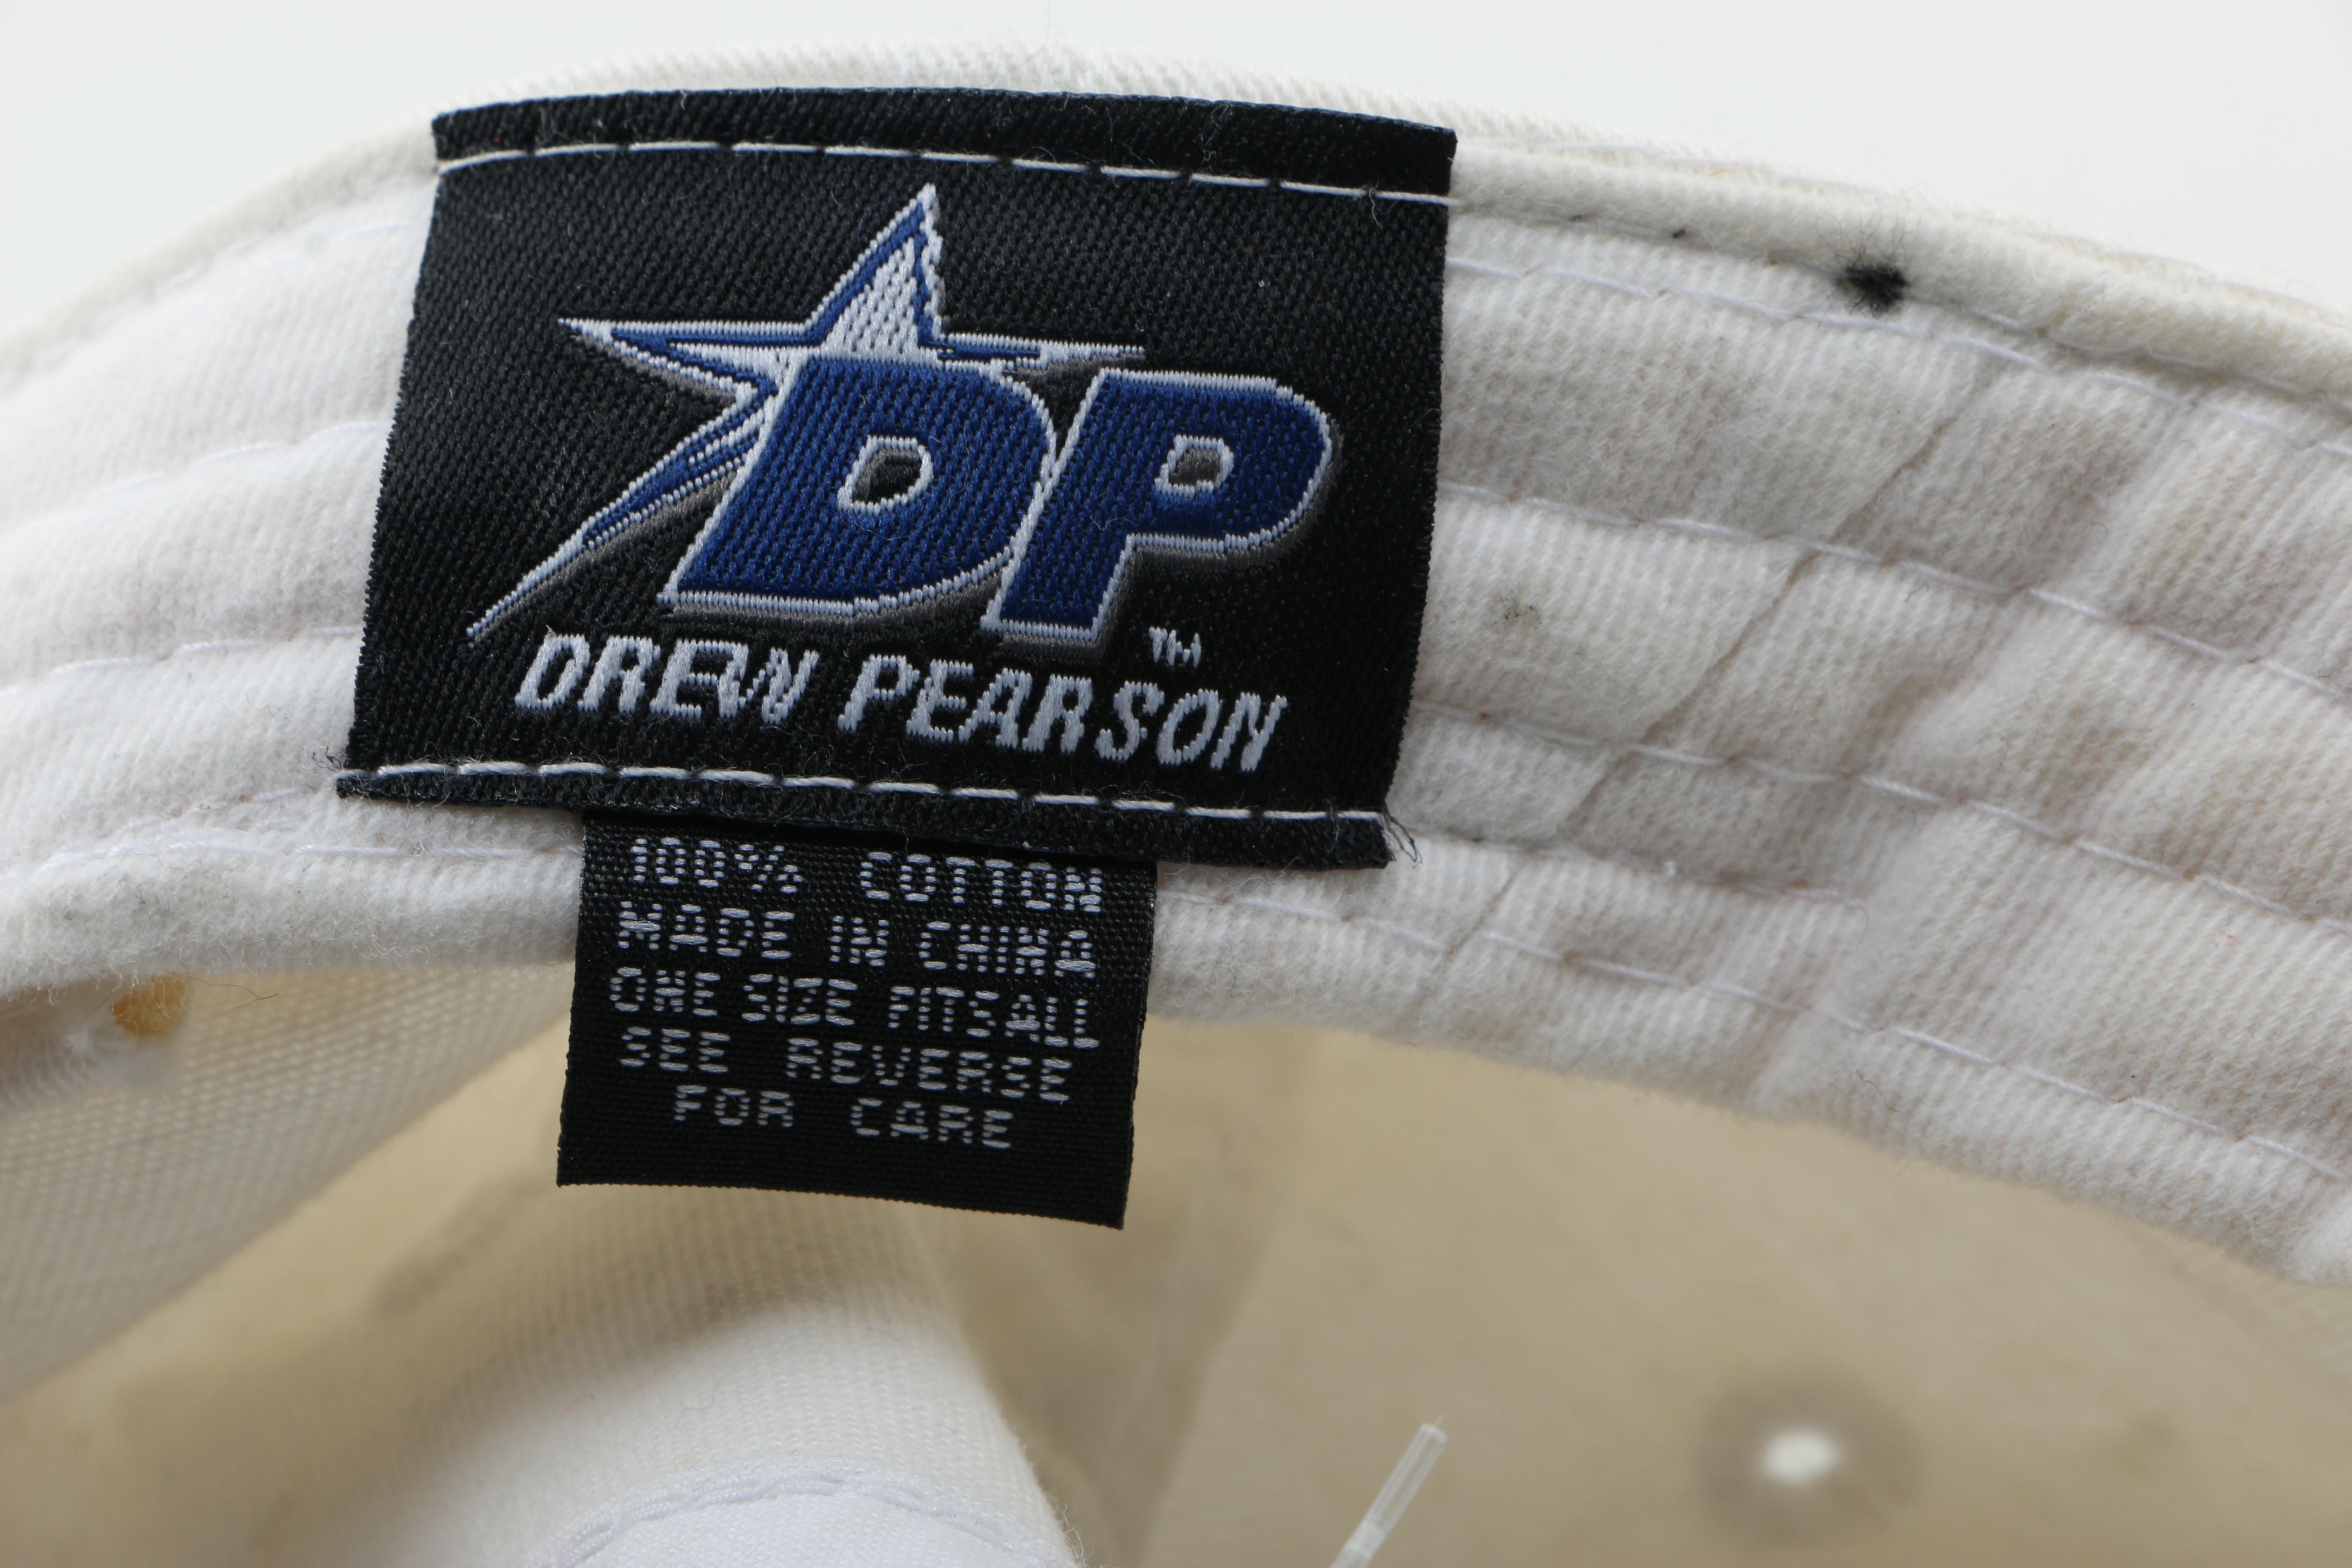 DP
™
DREW PEARSON
100% COTTON
MADE IN CHINA
ONE SIZE FITS ALL
SEE REVERSE
FOR CARE